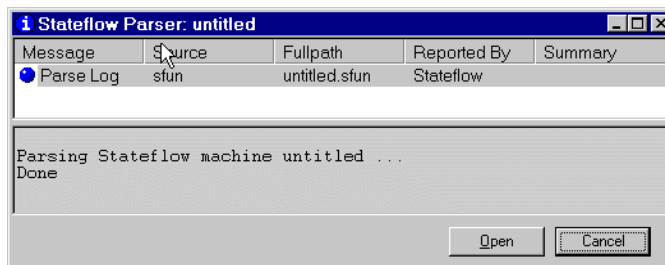 Stateflow Parser: untitled
Message Source Fullpath Reported By Summary
Parse Log sfun untitled.sfun Stateflow
Parsing Stateflow machine untitled ...
Done
Open Cancel